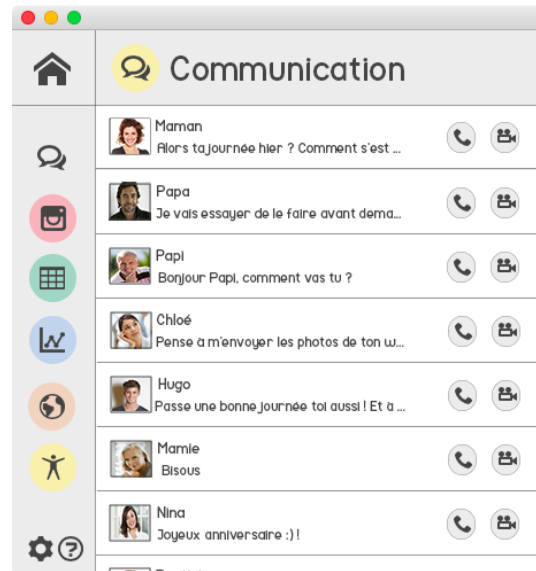 Communication
Maman
Alors ta journée hier ? Comment s'est ...
Papa
Je vais essayer de le faire avant dema...
Papi
Bonjour Papi, comment vas tu ?
Chloé
Pense à m'envoyer les photos de ton w...
Hugo
Passe une bonne journée toi aussi ! Et à ...
Mamie
Bisous
Nina
Joyeux anniversaire :) !